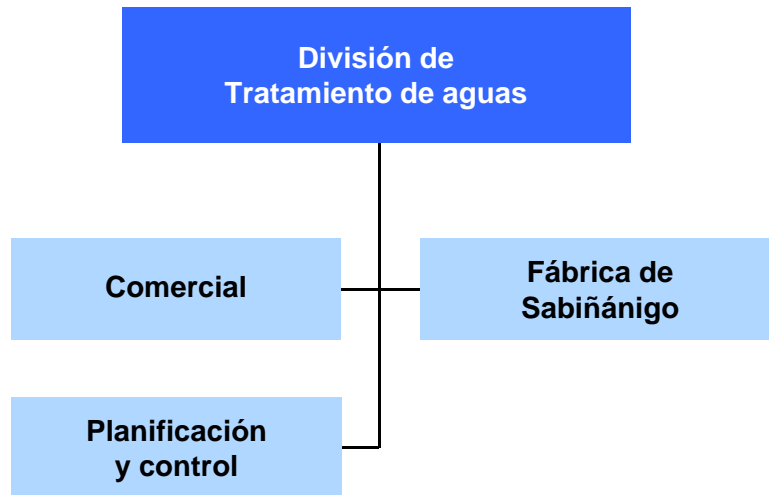 División de
Tratamiento de aguas
Comercial
Fábrica de
Sabiñánigo
Planificación
y control